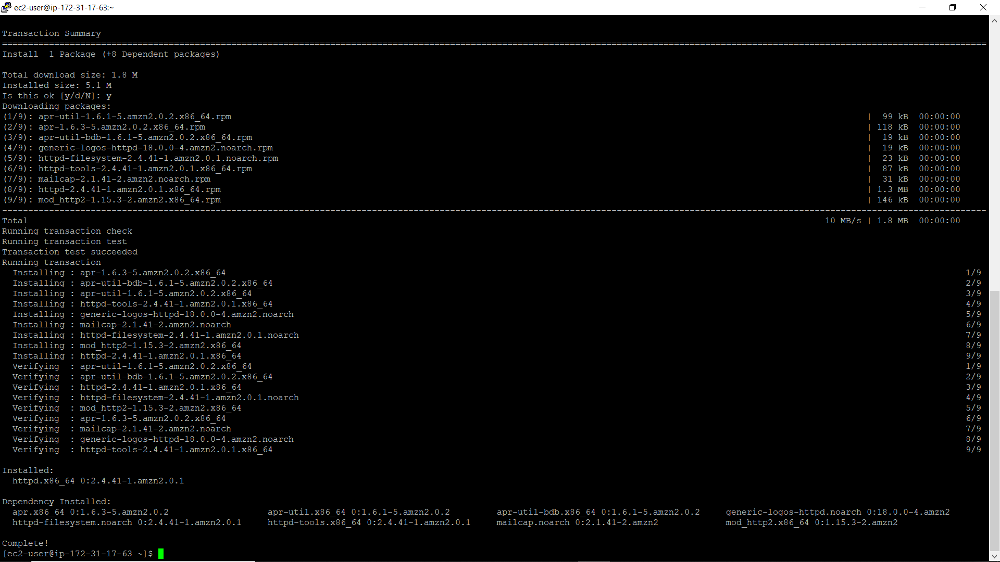 ec2-user@ip-172-31-17-63:~
Transaction Summary
================================================================================
Install  1 Package (+8 Dependent packages)
Total download size: 1.8 M
Installed size: 5.1 M
Is this ok [y/d/N]: y
Downloading packages:
(1/9): apr-util-1.6.1-5.amzn2.0.2.x86_64.rpm | 99 kB 00:00:00
(2/9): apr-1.6.3-5.amzn2.0.2.x86_64.rpm | 118 kB 00:00:00
(3/9): apr-util-bdb-1.6.1-5.amzn2.0.2.x86_64.rpm | 19 kB 00:00:00
(4/9): generic-logos-httpd-18.0.0-4.amzn2.noarch.rpm | 19 kB 00:00:00
(5/9): httpd-filesystem-2.4.41-1.amzn2.0.1.noarch.rpm | 23 kB 00:00:00
(6/9): httpd-tools-2.4.41-1.amzn2.0.1.x86_64.rpm | 87 kB 00:00:00
(7/9): mailcap-2.1.41-2.amzn2.noarch.rpm | 31 kB 00:00:00
(8/9): httpd-2.4.41-1.amzn2.0.1.x86_64.rpm | 1.3 MB 00:00:00
(9/9): mod_http2-1.15.3-2.amzn2.x86_64.rpm | 146 kB 00:00:00
--------------------------------------------------------------------------------
Total 10 MB/s | 1.8 MB 00:00:00
Running transaction check
Running transaction test
Transaction test succeeded
Running transaction
Installing : apr-1.6.3-5.amzn2.0.2.x86_64 1/9
Installing : apr-util-bdb-1.6.1-5.amzn2.0.2.x86_64 2/9
Installing : apr-util-1.6.1-5.amzn2.0.2.x86_64 3/9
Installing : httpd-tools-2.4.41-1.amzn2.0.1.x86_64 4/9
Installing : generic-logos-httpd-18.0.0-4.amzn2.noarch 5/9
Installing : mailcap-2.1.41-2.amzn2.noarch 6/9
Installing : httpd-filesystem-2.4.41-1.amzn2.0.1.noarch 7/9
Installing : mod_http2-1.15.3-2.amzn2.x86_64 8/9
Installing : httpd-2.4.41-1.amzn2.0.1.x86_64 9/9
Verifying : apr-util-1.6.1-5.amzn2.0.2.x86_64 1/9
Verifying : apr-util-bdb-1.6.1-5.amzn2.0.2.x86_64 2/9
Verifying : httpd-2.4.41-1.amzn2.0.1.x86_64 3/9
Verifying : httpd-filesystem-2.4.41-1.amzn2.0.1.noarch 4/9
Verifying : mod_http2-1.15.3-2.amzn2.x86_64 5/9
Verifying : apr-1.6.3-5.amzn2.0.2.x86_64 6/9
Verifying : mailcap-2.1.41-2.amzn2.noarch 7/9
Verifying : generic-logos-httpd-18.0.0-4.amzn2.noarch 8/9
Verifying : httpd-tools-2.4.41-1.amzn2.0.1.x86_64 9/9
Installed:
httpd.x86_64 0:2.4.41-1.amzn2.0.1
Dependency Installed:
apr.x86_64 0:1.6.3-5.amzn2.0.2 apr-util.x86_64 0:1.6.1-5.amzn2.0.2 apr-util-bdb.x86_64 0:1.6.1-5.amzn2.0.2 generic-logos-httpd.noarch 0:18.0.0-4.amzn2
httpd-filesystem.noarch 0:2.4.41-1.amzn2.0.1 httpd-tools.x86_64 0:2.4.41-1.amzn2.0.1 mailcap.noarch 0:2.1.41-2.amzn2 mod_http2.x86_64 0:1.15.3-2.amzn2
Complete!
[ec2-user@ip-172-31-17-63 ~]$